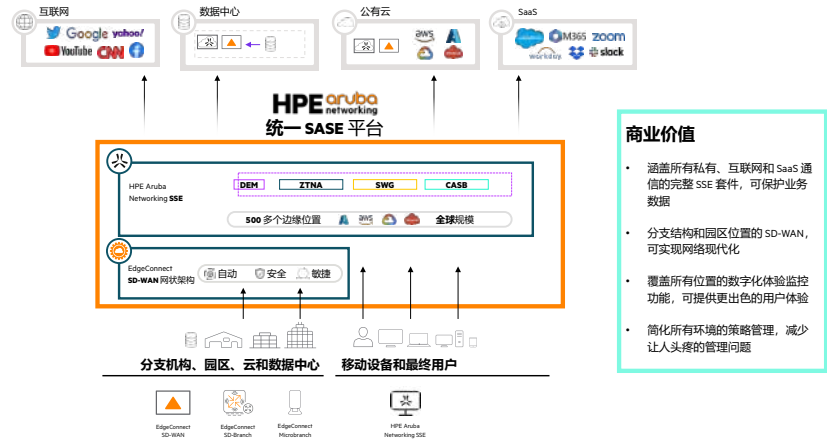 互联网
数据中心
公有云
SaaS
Google yahoo!
YouTube CNN
aws
M365 zoom
workday slack
HPE aruba
networking
统一 SASE 平台
HPE Aruba
Networking SSE
DEM
ZTNA
SWG
CASB
500 多个边缘位置
aws
全球规模
EdgeConnect
SD-WAN 网状架构
自动
安全
敏捷
分支机构、园区、云和数据中心
移动设备和最终用户
EdgeConnect
SD-WAN
EdgeConnect
SD-Branch
EdgeConnect
Microbranch
HPE Aruba
Networking SSE
商业价值
• 涵盖所有私有、互联网和 SaaS 通
信的完整 SSE 套件，可保护业务
数据
• 分支结构和园区位置的 SD-WAN，
可实现网络现代化
• 覆盖所有位置的数字化体验监控
功能，可提供更出色的用户体验
• 简化所有环境的策略管理，减少
让人头疼的管理问题